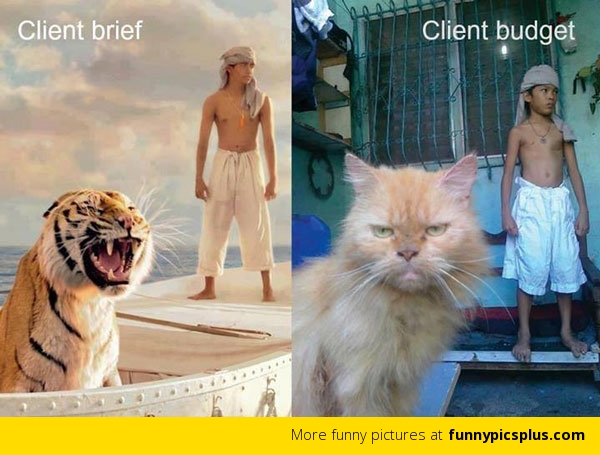 Client brief
Client budget
More funny pictures at funnypicsplus.com